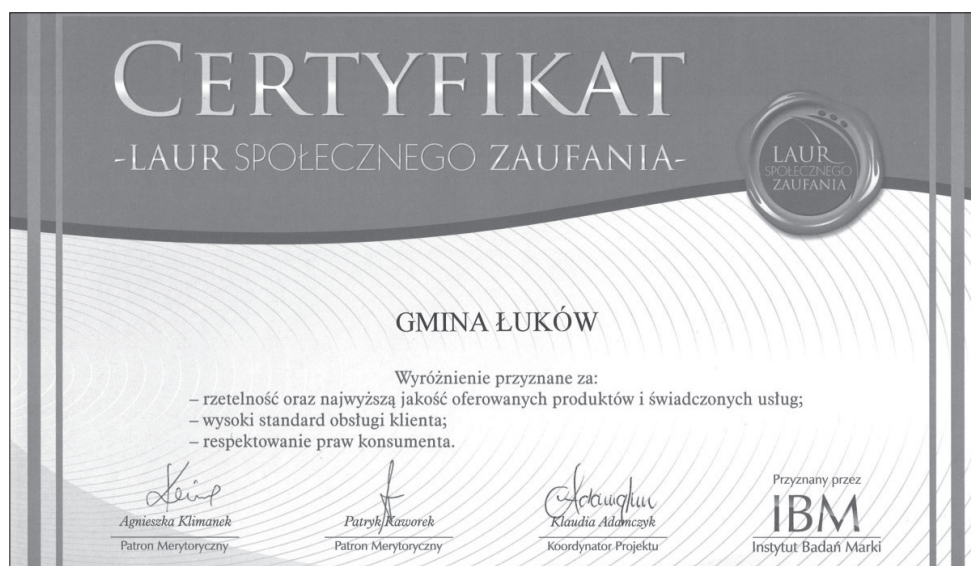 CERTYFIKAT
-LAUR SPOŁECZNEGO ZAUFANIA-
LAUR
SPOŁECZNEGO
ZAUFANIA
GMINA ŁUKÓW
Wyróżnienie przyznane za:
– rzetelność oraz najwyższą jakość oferowanych produktów i świadczonych usług;
– wysoki standard obsługi klienta;
– respektowanie praw konsumenta.
Agnieszka Klimanek
Patron Merytoryczny
Patryk Kaworek
Patron Merytoryczny
Klaudia Adamczyk
Koordynator Projektu
Przyznany przez
IBM
Instytut Badań Marki